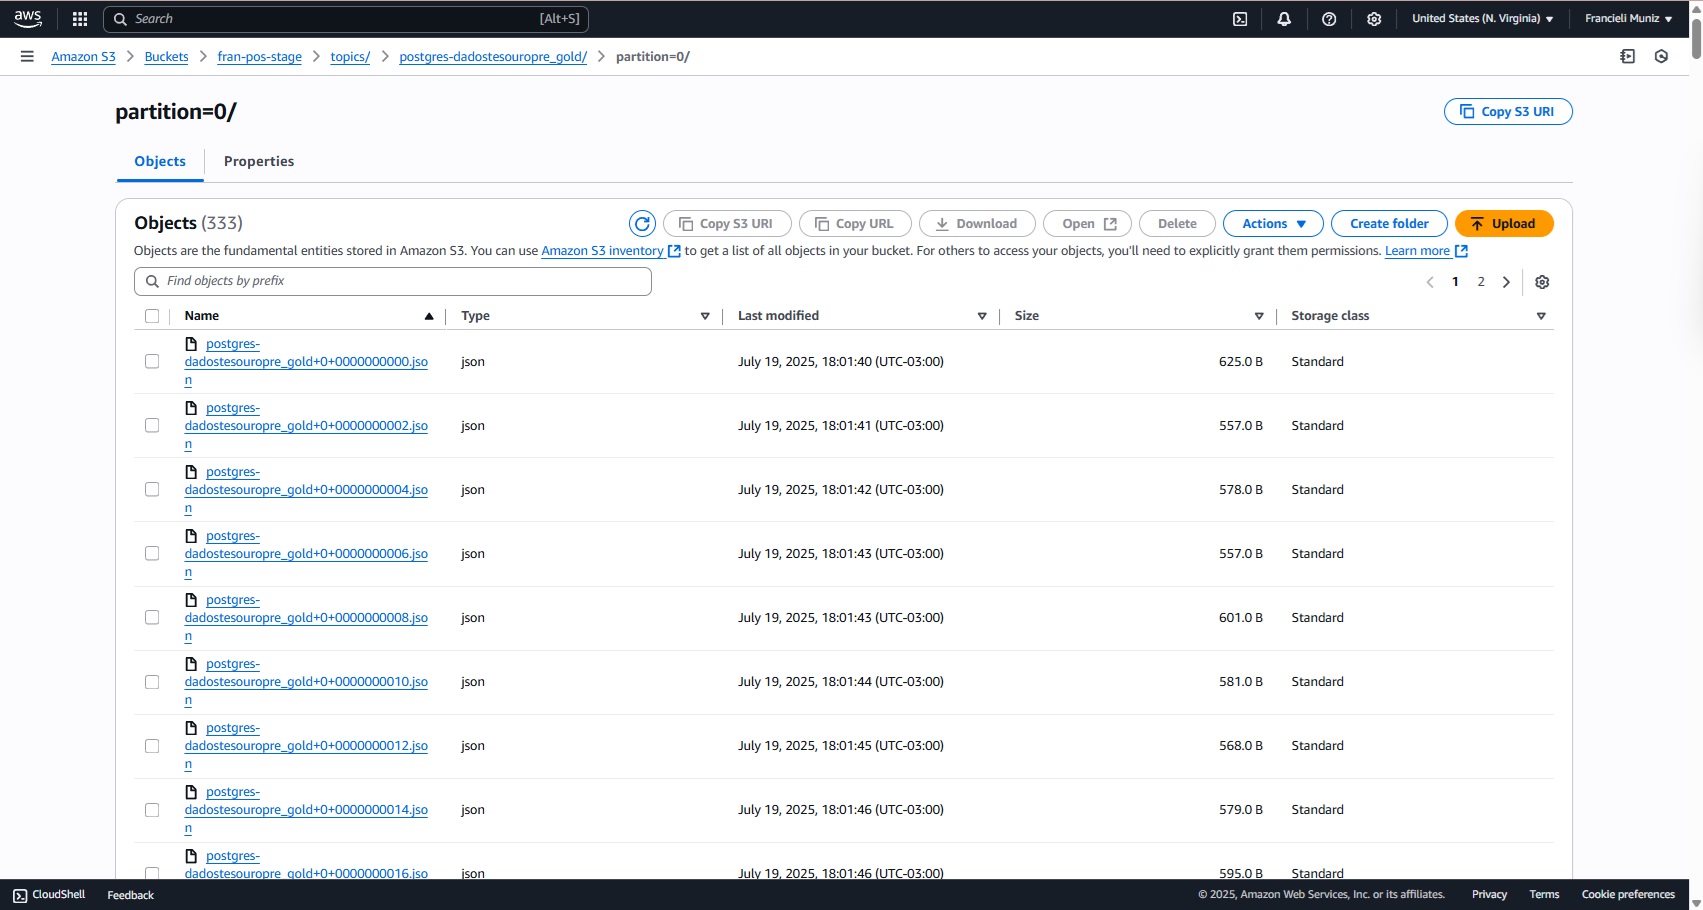 aws
Search [Alt+S]
United States (N. Virginia)
Francieli Muniz
Amazon S3
Buckets
fran-pos-stage
topics/
postgres-dadostesouropre_gold/
partition=0/
partition=0/
Copy S3 URI
Objects
Properties
Objects (333)
Copy S3 URI
Copy URL
Download
Open
Delete
Actions
Create folder
Upload
Objects are the fundamental entities stored in Amazon S3. You can use Amazon S3 inventory to get a list of all objects in your bucket. For others to access your objects, you'll need to explicitly grant them permissions. Learn more
Find objects by prefix
1 2
Name Type Last modified Size Storage class
postgres-
dadostesouropre_gold+0+0000000000.jso json July 19, 2025, 18:01:40 (UTC-03:00) 625.0 B Standard
n
postgres-
dadostesouropre_gold+0+0000000002.jso json July 19, 2025, 18:01:41 (UTC-03:00) 557.0 B Standard
n
postgres-
dadostesouropre_gold+0+0000000004.jso json July 19, 2025, 18:01:42 (UTC-03:00) 578.0 B Standard
n
postgres-
dadostesouropre_gold+0+0000000006.jso json July 19, 2025, 18:01:43 (UTC-03:00) 557.0 B Standard
n
postgres-
dadostesouropre_gold+0+0000000008.jso json July 19, 2025, 18:01:43 (UTC-03:00) 601.0 B Standard
n
postgres-
dadostesouropre_gold+0+0000000010.jso json July 19, 2025, 18:01:44 (UTC-03:00) 581.0 B Standard
n
postgres-
dadostesouropre_gold+0+0000000012.jso json July 19, 2025, 18:01:45 (UTC-03:00) 568.0 B Standard
n
postgres-
dadostesouropre_gold+0+0000000014.jso json July 19, 2025, 18:01:46 (UTC-03:00) 579.0 B Standard
n
postgres-
dadostesouropre_gold+0+0000000016.jso json July 19, 2025, 18:01:46 (UTC-03:00) 595.0 B Standard
CloudShell Feedback © 2025, Amazon Web Services, Inc. or its affiliates. Privacy Terms Cookie preferences